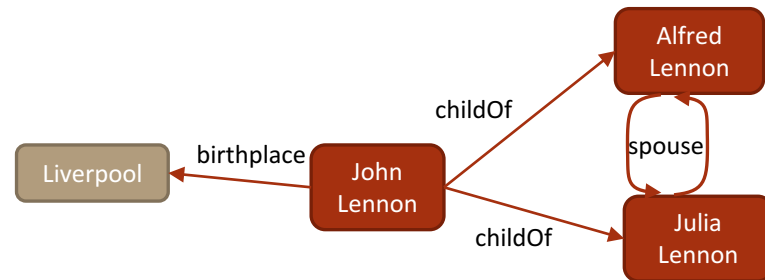 Alfred
Lennon
childOf
spouse
birthplace
Liverpool
John
Lennon
childOf
Julia
Lennon